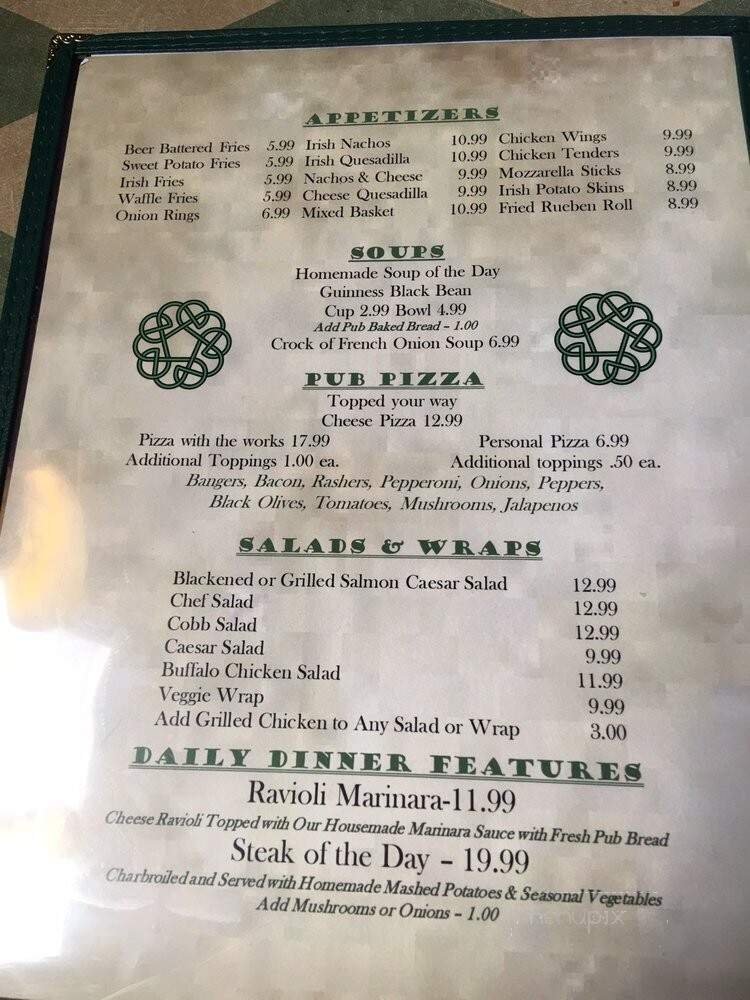 APPETIZERS
Beer Battered Fries 5.99 Irish Nachos 10.99 Chicken Wings 9.99
Sweet Potato Fries 5.99 Irish Quesadilla 10.99 Chicken Tenders 9.99
Irish Fries 5.99 Nachos & Cheese 9.99 Mozzarella Sticks 8.99
Waffle Fries 5.99 Cheese Quesadilla 9.99 Irish Potato Skins 8.99
Onion Rings 6.99 Mixed Basket 10.99 Fried Rueben Roll 8.99
SOUPS
Homemade Soup of the Day
Guinness Black Bean
Cup 2.99 Bowl 4.99
Add Pub Baked Bread - 1.00
Crock of French Onion Soup 6.99
PUB PIZZA
Topped your way
Cheese Pizza 12.99
Pizza with the works 17.99 Personal Pizza 6.99
Additional Toppings 1.00 ea. Additional toppings .50 ea.
Bangers, Bacon, Rashers, Pepperoni, Onions, Peppers,
Black Olives, Tomatoes, Mushrooms, Jalapenos
SALADS & WRAPS
Blackened or Grilled Salmon Caesar Salad 12.99
Chef Salad 12.99
Cobb Salad 12.99
Caesar Salad 9.99
Buffalo Chicken Salad 11.99
Veggie Wrap 9.99
Add Grilled Chicken to Any Salad or Wrap 3.00
DAILY DINNER FEATURES
Ravioli Marinara-11.99
Cheese Ravioli Topped with Our Housemade Marinara Sauce with Fresh Pub Bread
Steak of the Day - 19.99
Charbroiled and Served with Homemade Mashed Potatoes & Seasonal Vegetables
Add Mushrooms or Onions - 1.00
menupix